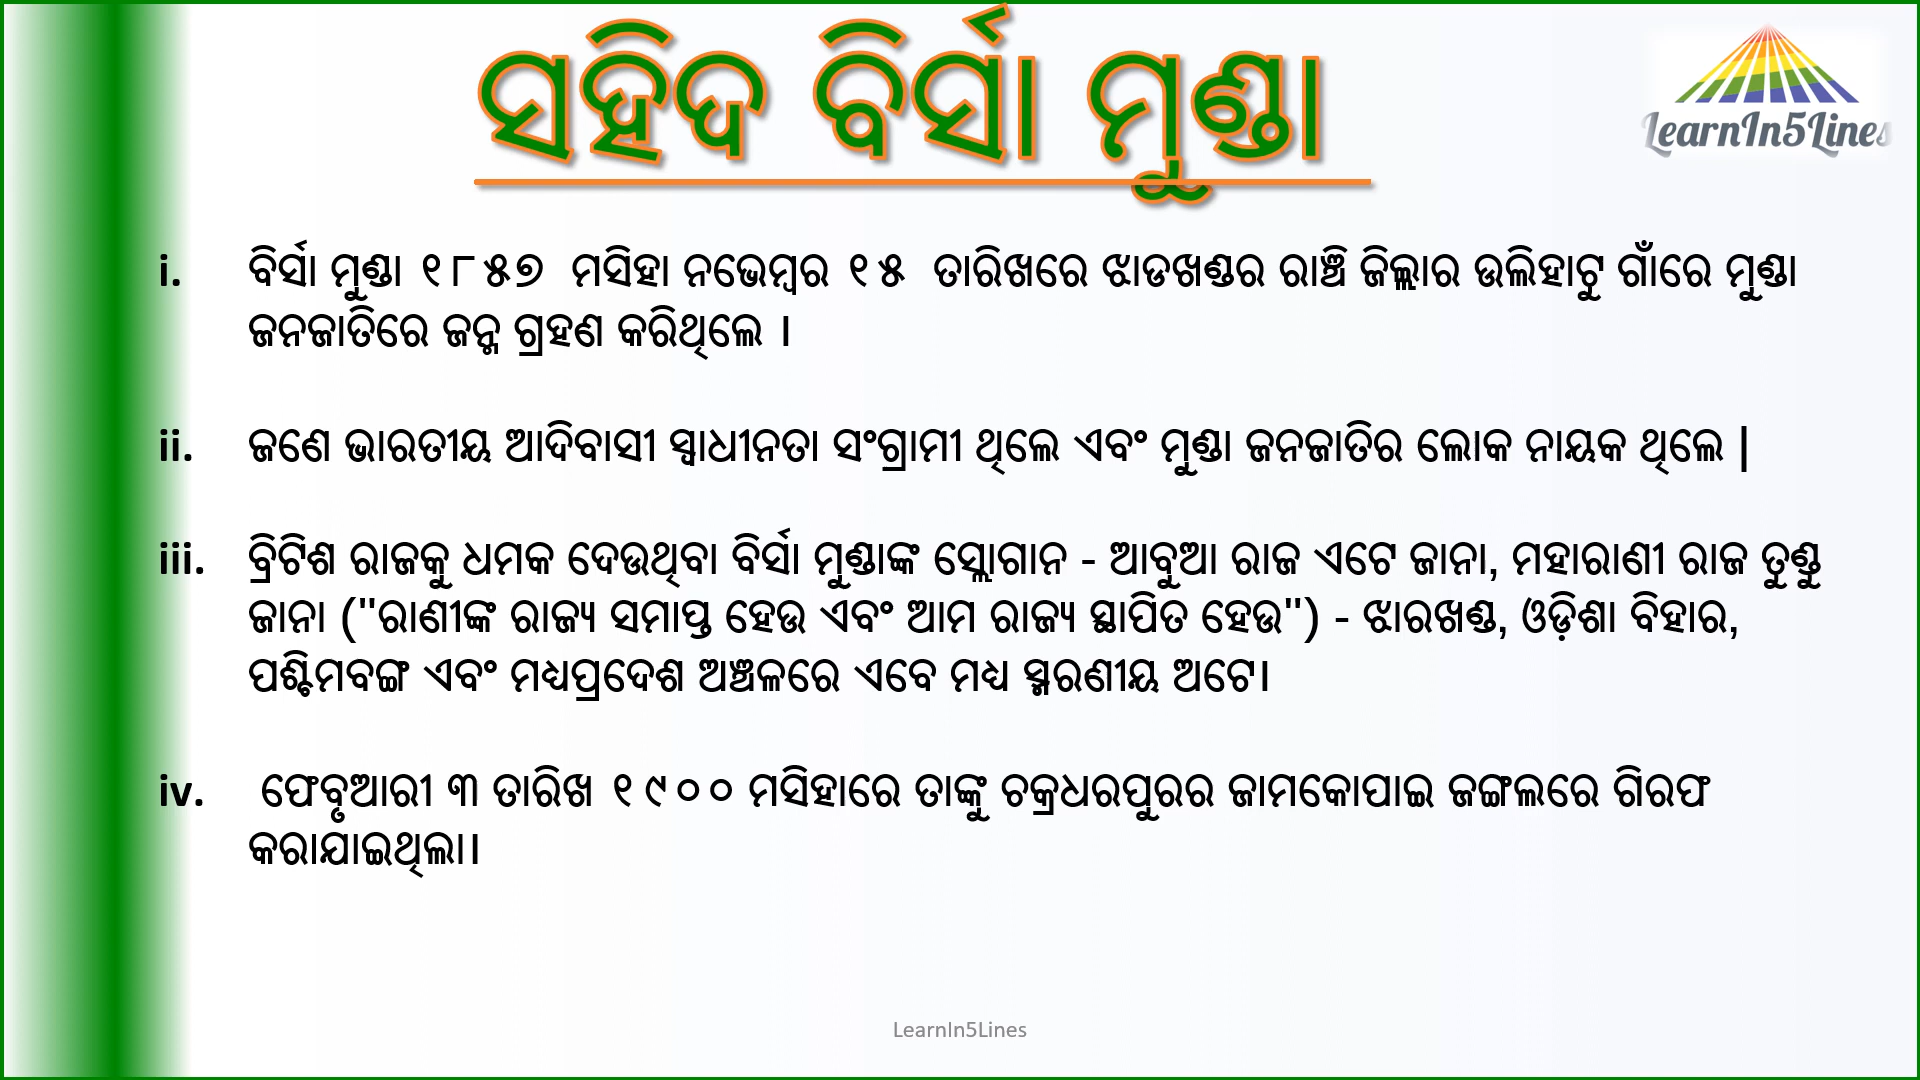 ସହିଦ ବିର୍ସା ମୁଣ୍ଡା
LearnIn5Lines
i. ବିର୍ସା ମୁଣ୍ଡା ୧୮୫୭ ମସିହା ନଭେମ୍ବର ୧୫ ତାରିଖରେ ଝାଡଖଣ୍ଡର ରାଞ୍ଚି ଜିଲ୍ଲାର ଉଲିହାଟୁ ଗାଁରେ ମୁଣ୍ଡା
ଜନଜାତିରେ ଜନ୍ମ ଗ୍ରହଣ କରିଥିଲେ ।
ii. ଜଣେ ଭାରତୀୟ ଆଦିବାସୀ ସ୍ୱାଧୀନତା ସଂଗ୍ରାମୀ ଥିଲେ ଏବଂ ମୁଣ୍ଡା ଜନଜାତିର ଲୋକ ନାୟକ ଥିଲେ |
iii. ବ୍ରିଟିଶ ରାଜକୁ ଧମକ ଦେଉଥିବା ବିର୍ସା ମୁଣ୍ଡାଙ୍କ ସ୍ଲୋଗାନ - ଆବୁଆ ରାଜ ଏଟେ ଜାନା, ମହାରାଣୀ ରାଜ ତୁଣ୍ଡୁ
ଜାନା ("ରାଣୀଙ୍କ ରାଜ୍ୟ ସମାପ୍ତ ହେଉ ଏବଂ ଆମ ରାଜ୍ୟ ସ୍ଥାପିତ ହେଉ") - ଝାରଖଣ୍ଡ, ଓଡ଼ିଶା ବିହାର,
ପଶ୍ଚିମବଙ୍ଗ ଏବଂ ମଧ୍ୟପ୍ରଦେଶ ଅଞ୍ଚଳରେ ଏବେ ମଧ୍ୟ ସ୍ମରଣୀୟ ଅଟେ।
iv. ଫେବୃଆରୀ ୩ ତାରିଖ ୧୯୦୦ ମସିହାରେ ତାଙ୍କୁ ଚକ୍ରଧରପୁରର ଜାମକୋପାଇ ଜଙ୍ଗଲରେ ଗିରଫ
କରାଯାଇଥିଲା।
LearnIn5Lines